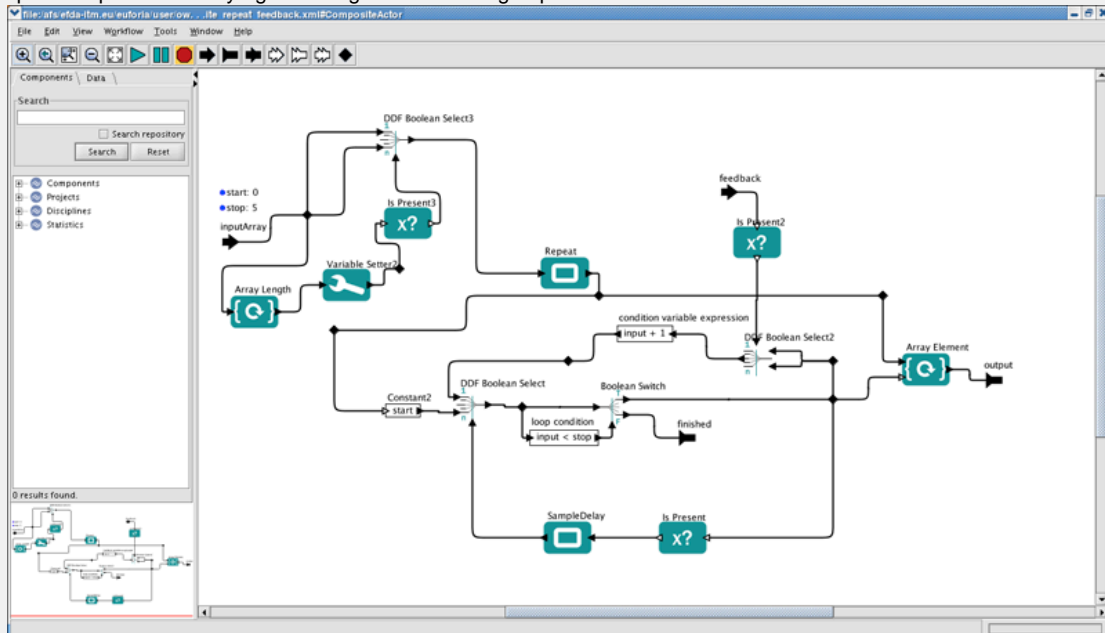 file:/afs/efda-itm.eu/euforia/user/ow. . .ite_repeat_feedback.xml#CompositeActor
File Edit View Workflow Tools Window Help
Components Data
Search
Search repository
Search Reset
Components
Projects
Disciplines
Statistics
0 results found.
DDF Boolean Select3
start: 0
stop: 5
inputArray
Is Present3
x?
Variable Setter2
Array Length
Repeat
feedback
Is Present2
x?
condition variable expression
input + 1
DDF Boolean Select2
Array Element
output
DDF Boolean Select
Constant2
start
Boolean Switch
T
F
loop condition
input < stop
finished
SampleDelay
Is Present
x?